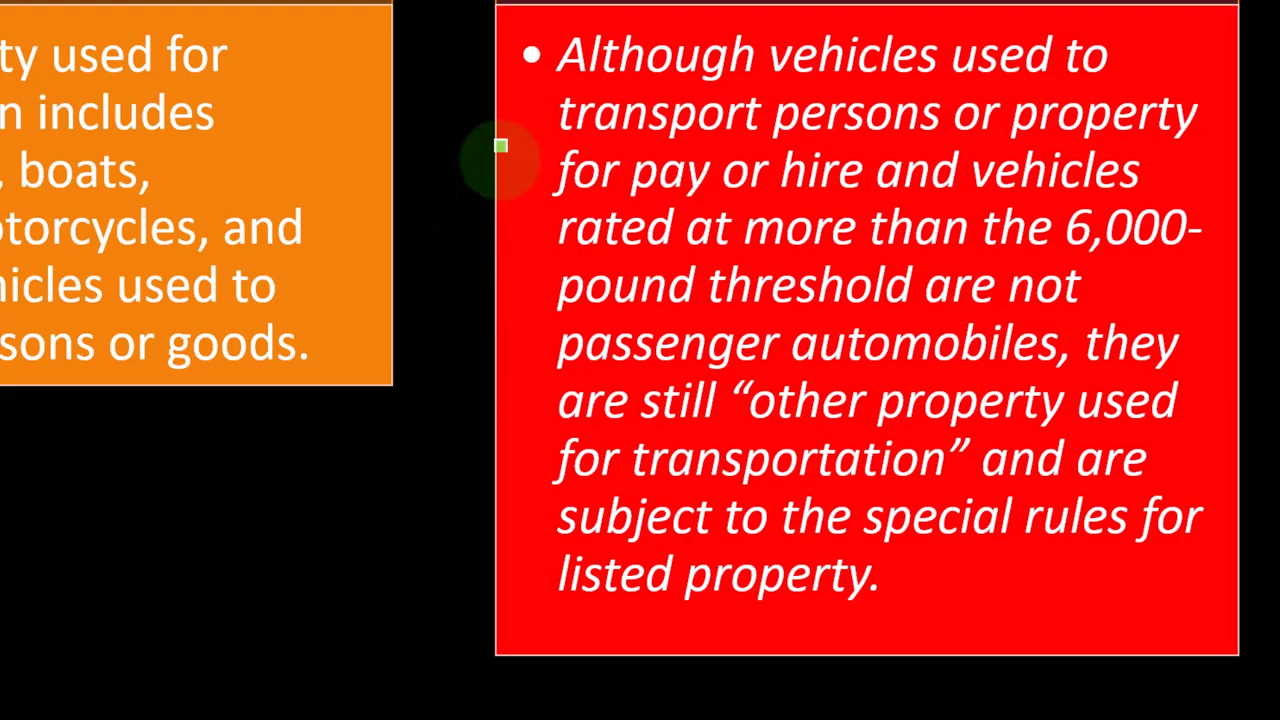 ty used for
n includes
, boats,
torcycles, and
hicles used to
sons or goods.
• Although vehicles used to
transport persons or property
for pay or hire and vehicles
rated at more than the 6,000-
pound threshold are not
passenger automobiles, they
are still “other property used
for transportation” and are
subject to the special rules for
listed property.